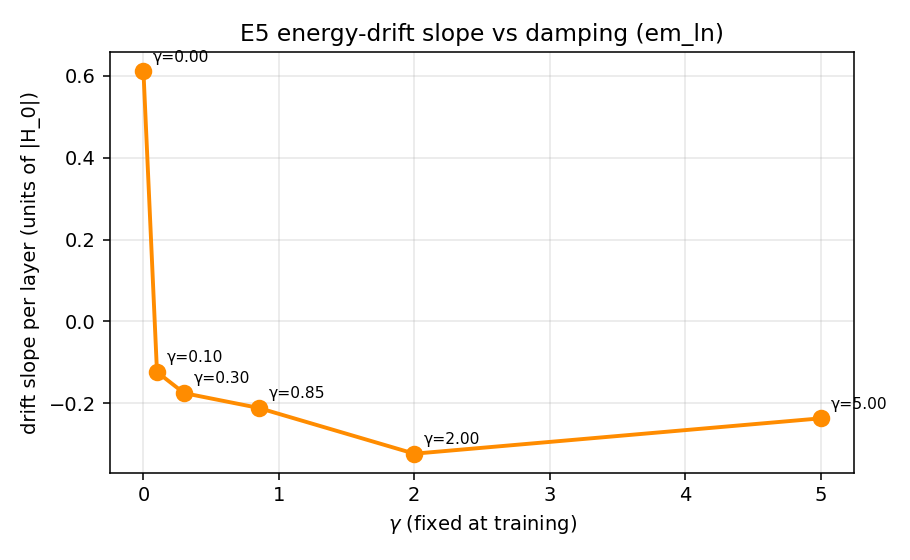 E5 energy-drift slope vs damping (em_ln)
drift slope per layer (units of |H_0|)
0.6
0.4
0.2
0.0
−0.2
γ=0.00
γ=0.10
γ=0.30
γ=0.85
γ=2.00
γ=5.00
0 1 2 3 4 5
γ (fixed at training)